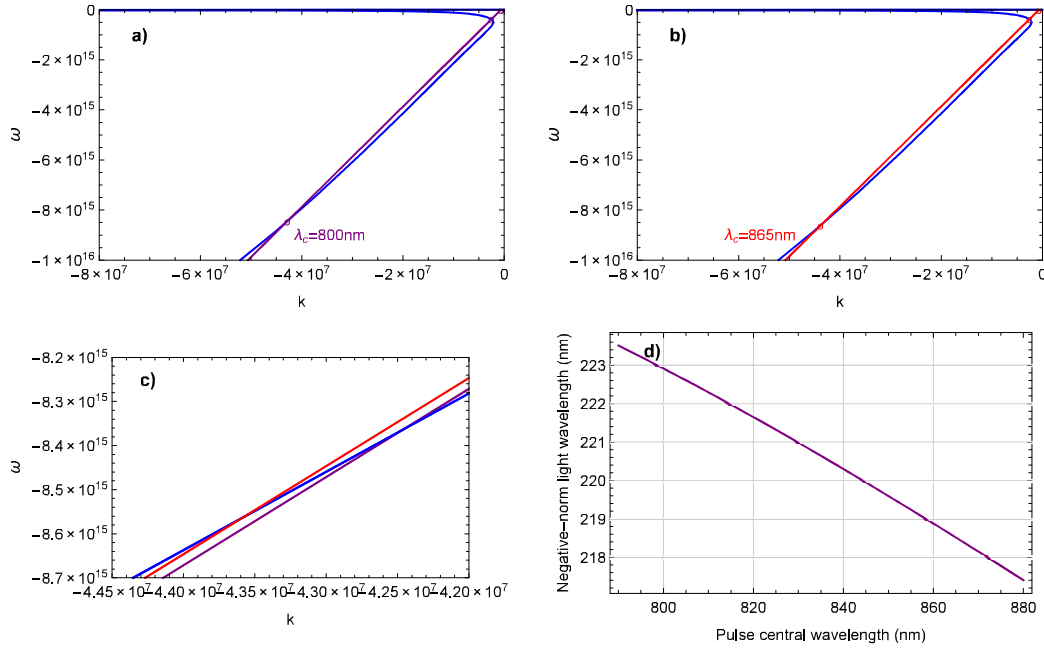 a)
0
−2 × 10^15
−4 × 10^15
−6 × 10^15
−8 × 10^15
−1 × 10^16
ω
λc=800nm
−8 × 10^7 −6 × 10^7 −4 × 10^7 −2 × 10^7 0
k
b)
0
−2 × 10^15
−4 × 10^15
−6 × 10^15
−8 × 10^15
−1 × 10^16
ω
λc=865nm
−8 × 10^7 −6 × 10^7 −4 × 10^7 −2 × 10^7 0
k
c)
−8.2 × 10^15
−8.3 × 10^15
−8.4 × 10^15
−8.5 × 10^15
−8.6 × 10^15
−8.7 × 10^15
ω
−4.45 × 10^7 −4.40 × 10^7 −4.35 × 10^7 −4.30 × 10^7 −4.25 × 10^7 −4.20 × 10^7
k
d)
223
222
221
220
219
218
Negative−norm light wavelength (nm)
800 820 840 860 880
Pulse central wavelength (nm)